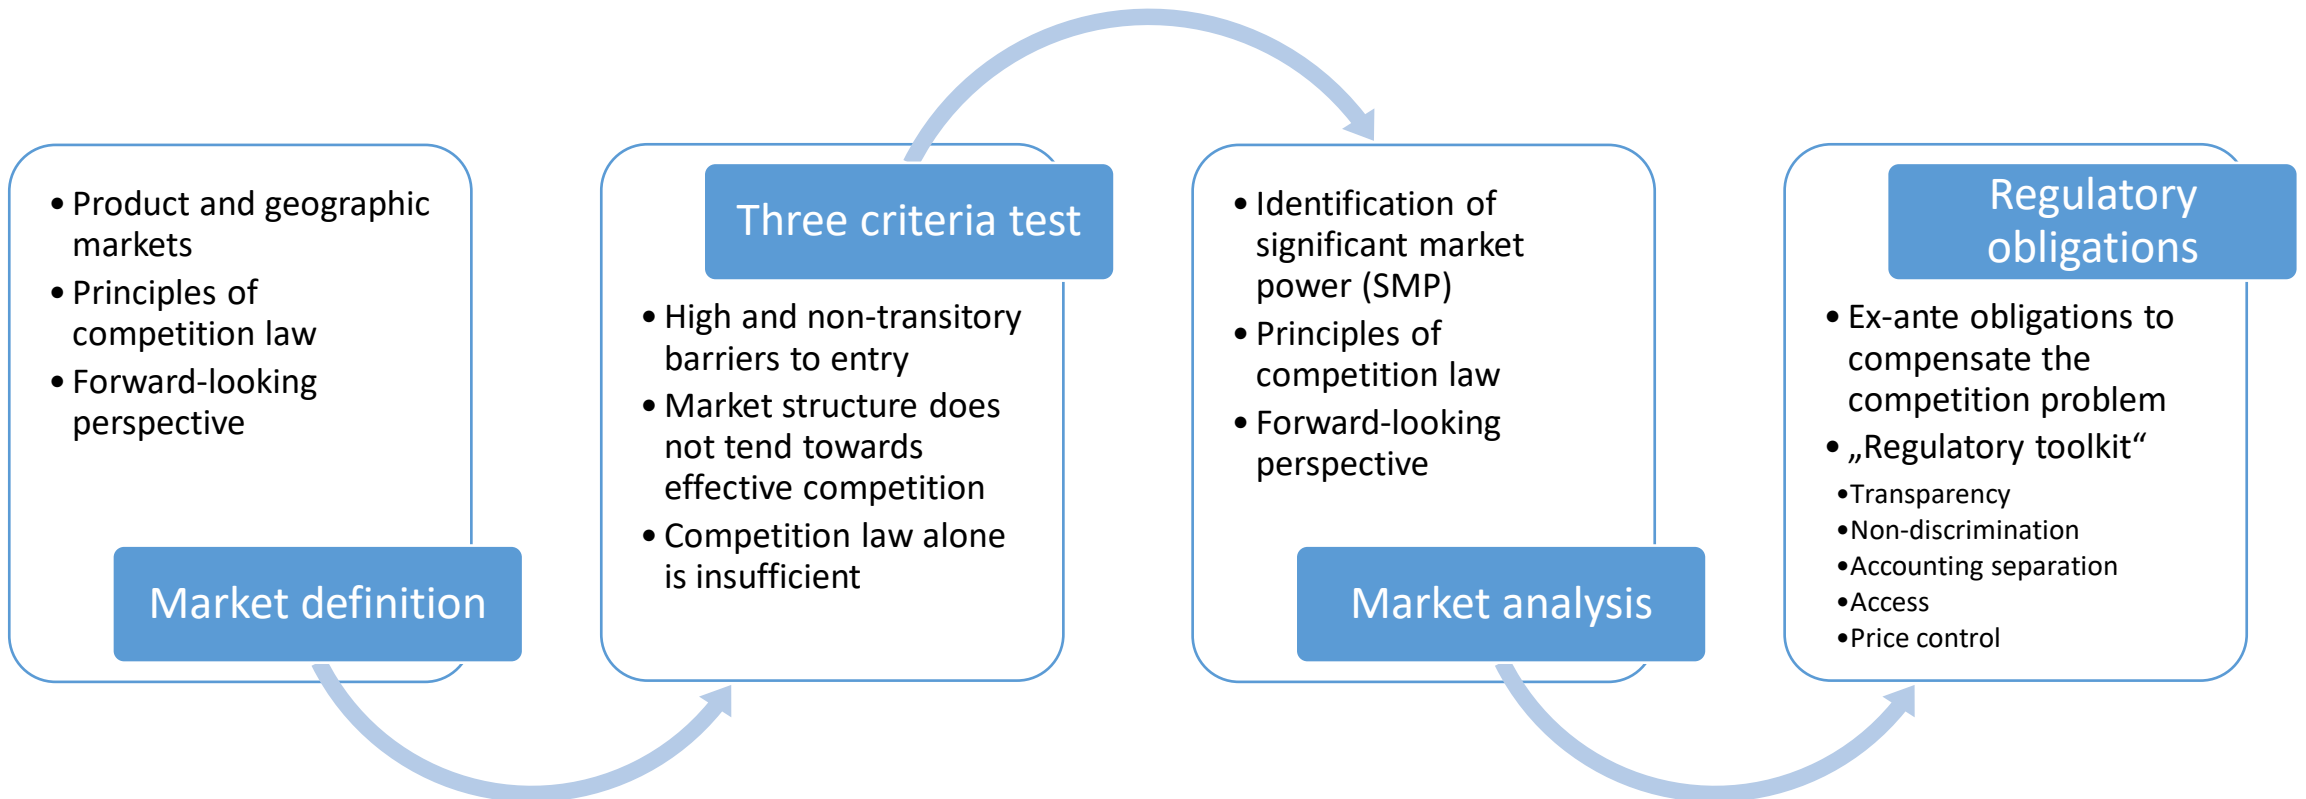 • Product and geographic
markets
• Principles of
competition law
• Forward-looking
perspective
Market definition
Three criteria test
• High and non-transitory
barriers to entry
• Market structure does
not tend towards
effective competition
• Competition law alone
is insufficient
• Identification of
significant market
power (SMP)
• Principles of
competition law
• Forward-looking
perspective
Market analysis
Regulatory
obligations
• Ex-ante obligations to
compensate the
competition problem
• „Regulatory toolkit“
•Transparency
•Non-discrimination
•Accounting separation
•Access
•Price control